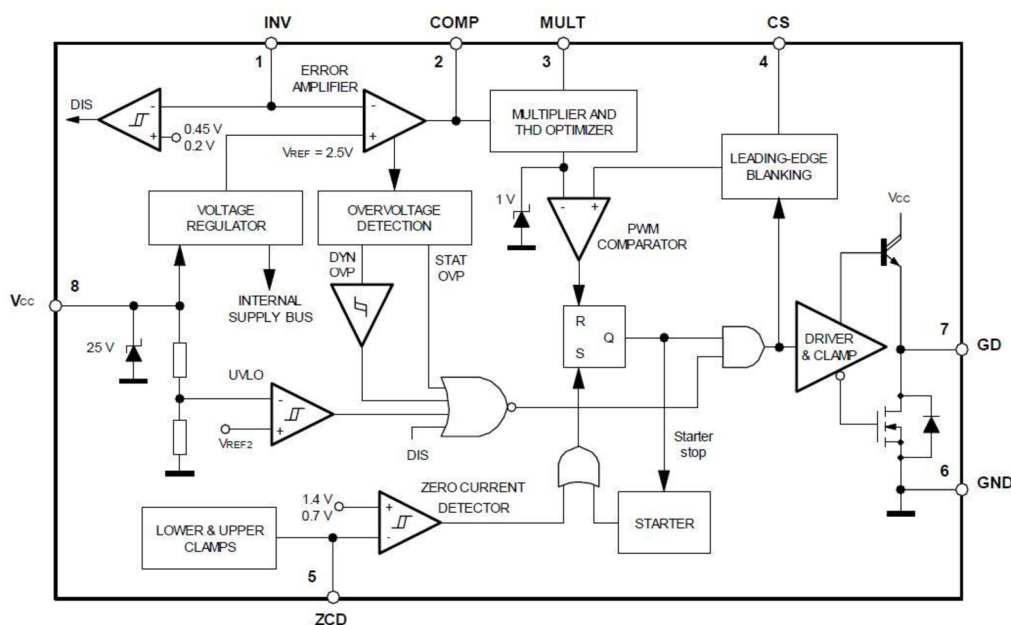 INV
COMP
MULT
CS
1
2
3
4
ERROR
AMPLIFIER
DIS
-
+
0.45 V
0.2 V
-
+
VREF = 2.5V
MULTIPLIER AND
THD OPTIMIZER
LEADING-EDGE
BLANKING
VOLTAGE
REGULATOR
OVERVOLTAGE
DETECTION
1 V
-
+
PWM
COMPARATOR
VCC
DYN
OVP
STAT
OVP
INTERNAL
SUPPLY BUS
VCC
8
25 V
R
S
Q
DRIVER
& CLAMP
7
GD
UVLO
-
+
VREF2
DIS
Starter
stop
6
GND
ZERO CURRENT
DETECTOR
1.4 V
0.7 V
+
-
LOWER & UPPER
CLAMPS
STARTER
5
ZCD